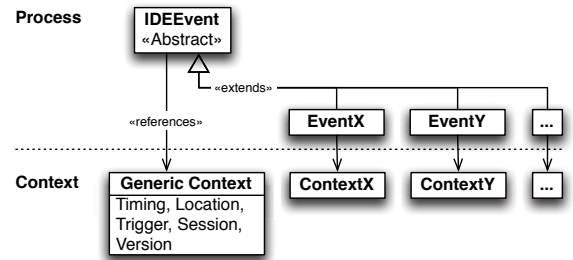 Process
IDEEvent
«Abstract»
«extends»
«references»
EventX
EventY
...
Context
Generic Context
Timing, Location,
Trigger, Session,
Version
ContextX
ContextY
...